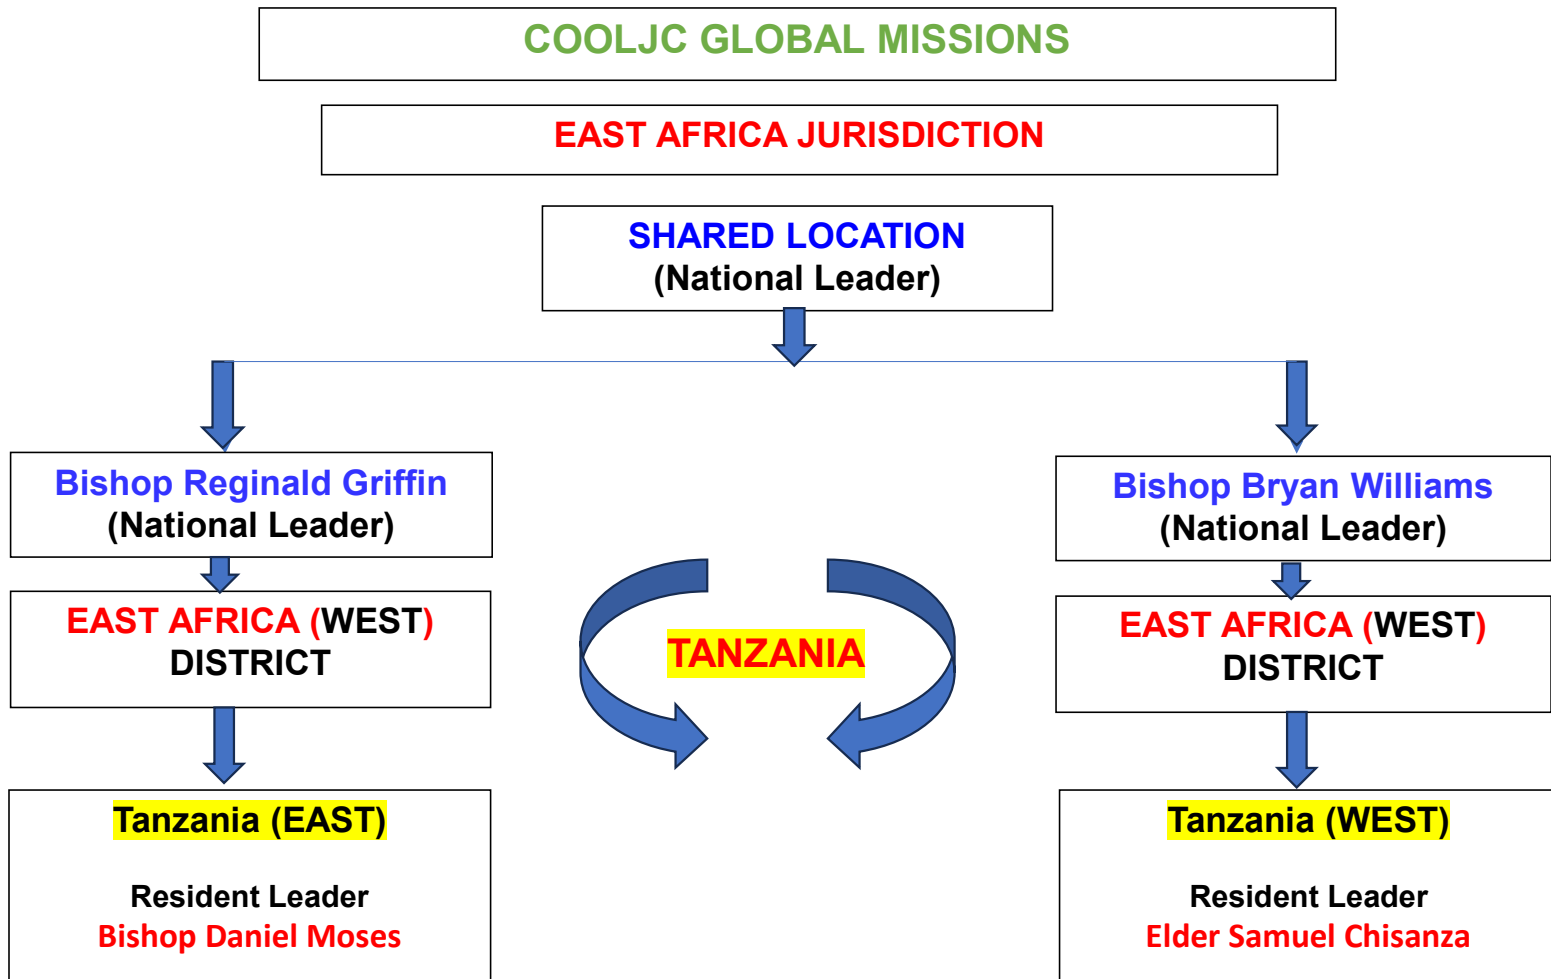 COOLJC GLOBAL MISSIONS
EAST AFRICA JURISDICTION
SHARED LOCATION
(National Leader)
Bishop Reginald Griffin
(National Leader)
EAST AFRICA (WEST)
DISTRICT
Tanzania (EAST)
Resident Leader
Bishop Daniel Moses
TANZANIA
Bishop Bryan Williams
(National Leader)
EAST AFRICA (WEST)
DISTRICT
Tanzania (WEST)
Resident Leader
Elder Samuel Chisanza